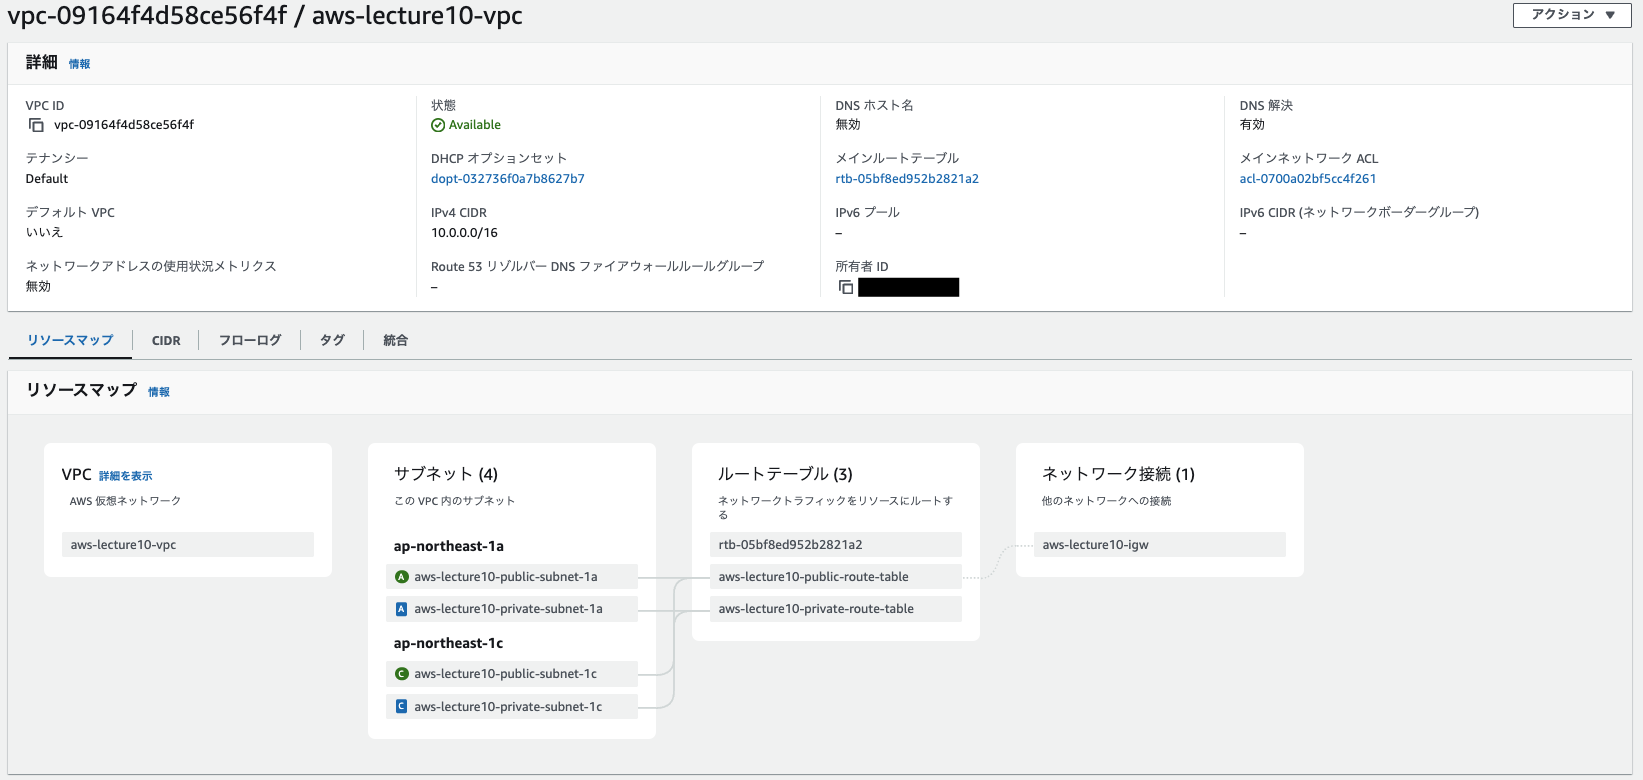 vpc-09164f4d58ce56f4f / aws-lecture10-vpc
アクション ▼
詳細 情報
VPC ID
vpc-09164f4d58ce56f4f
状態
Available
DNS ホスト名
無効
DNS 解決
有効
テナンシー
Default
DHCP オプションセット
dopt-032736f0a7b8627b7
メインルートテーブル
rtb-05bf8ed952b2821a2
メインネットワーク ACL
acl-0700a02bf5cc4f261
デフォルト VPC
いいえ
IPv4 CIDR
10.0.0.0/16
IPv6 プール
–
IPv6 CIDR (ネットワークボーダーグループ)
–
ネットワークアドレスの使用状況メトリクス
無効
Route 53 リゾルバー DNS ファイアウォールルールグループ
–
所有者 ID
リソースマップ
CIDR
フローログ
タグ
統合
リソースマップ 情報
VPC 詳細を表示
AWS 仮想ネットワーク
aws-lecture10-vpc
サブネット (4)
この VPC 内のサブネット
ap-northeast-1a
A aws-lecture10-public-subnet-1a
A aws-lecture10-private-subnet-1a
ap-northeast-1c
C aws-lecture10-public-subnet-1c
C aws-lecture10-private-subnet-1c
ルートテーブル (3)
ネットワークトラフィックをリソースにルートす
る
rtb-05bf8ed952b2821a2
aws-lecture10-public-route-table
aws-lecture10-private-route-table
ネットワーク接続 (1)
他のネットワークへの接続
aws-lecture10-igw